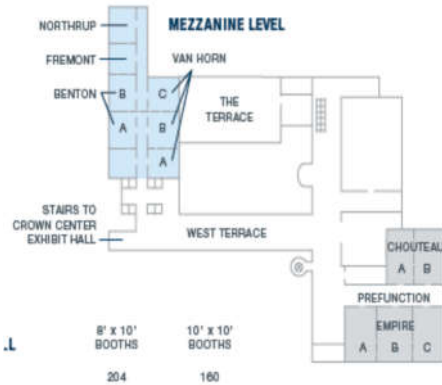 NORTHRUP
MEZZANINE LEVEL
FREMONT
VAN HORN
BENTON
B
C
A
B
A
THE
TERRACE
STAIRS TO
CROWN CENTER
EXHIBIT HALL
WEST TERRACE
CHOUTEAU
A B
PREFUNCTION
EMPIRE
A B C
.L
8' x 10'
BOOTHS
10' x 10'
BOOTHS
204
160